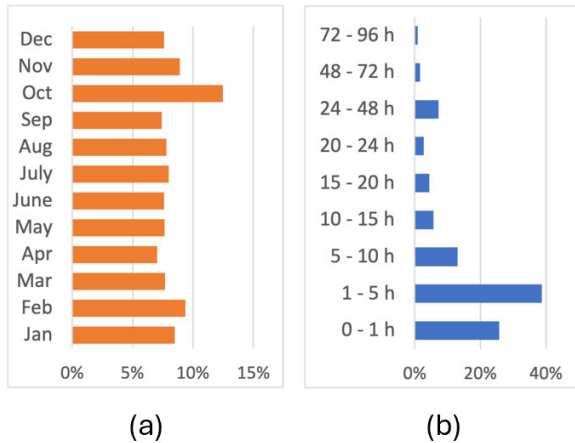 Dec
Nov
Oct
Sep
Aug
July
June
May
Apr
Mar
Feb
Jan
0% 5% 10% 15%
(a)
72 - 96 h
48 - 72 h
24 - 48 h
20 - 24 h
15 - 20 h
10 - 15 h
5 - 10 h
1 - 5 h
0 - 1 h
0% 20% 40%
(b)